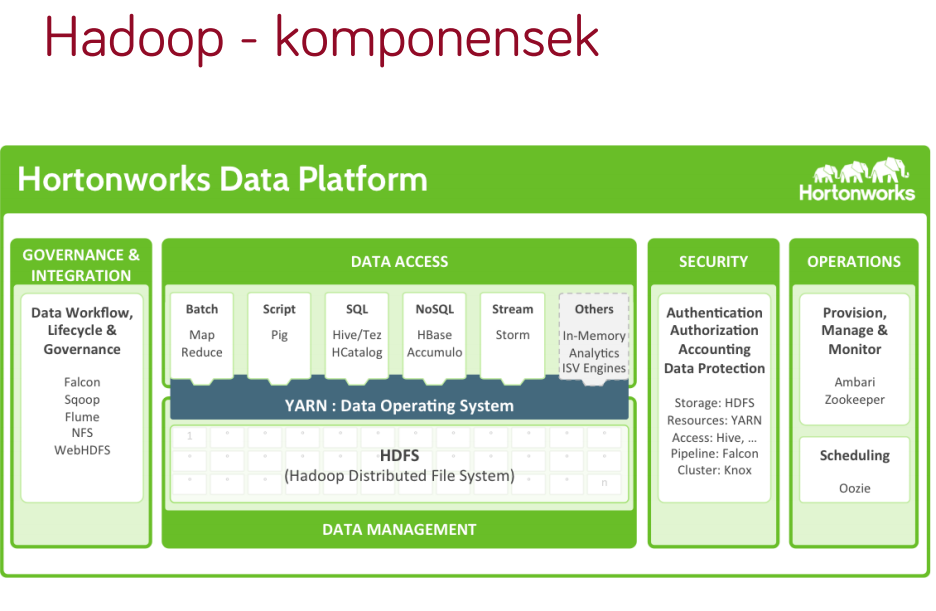 Hadoop - komponensek
Hortonworks Data Platform
Hortonworks
GOVERNANCE &
INTEGRATION
Data Workflow,
Lifecycle &
Governance
Falcon
Sqoop
Flume
NFS
WebHDFS
DATA ACCESS
Batch
Map
Reduce
Script
Pig
SQL
Hive/Tez
HCatalog
NoSQL
HBase
Accumulo
Stream
Storm
Others
In-Memory
Analytics
ISV Engines
YARN : Data Operating System
1
HDFS
(Hadoop Distributed File System)
n
DATA MANAGEMENT
SECURITY
Authentication
Authorization
Accounting
Data Protection
Storage: HDFS
Resources: YARN
Access: Hive, ...
Pipeline: Falcon
Cluster: Knox
OPERATIONS
Provision,
Manage &
Monitor
Ambari
Zookeeper
Scheduling
Oozie